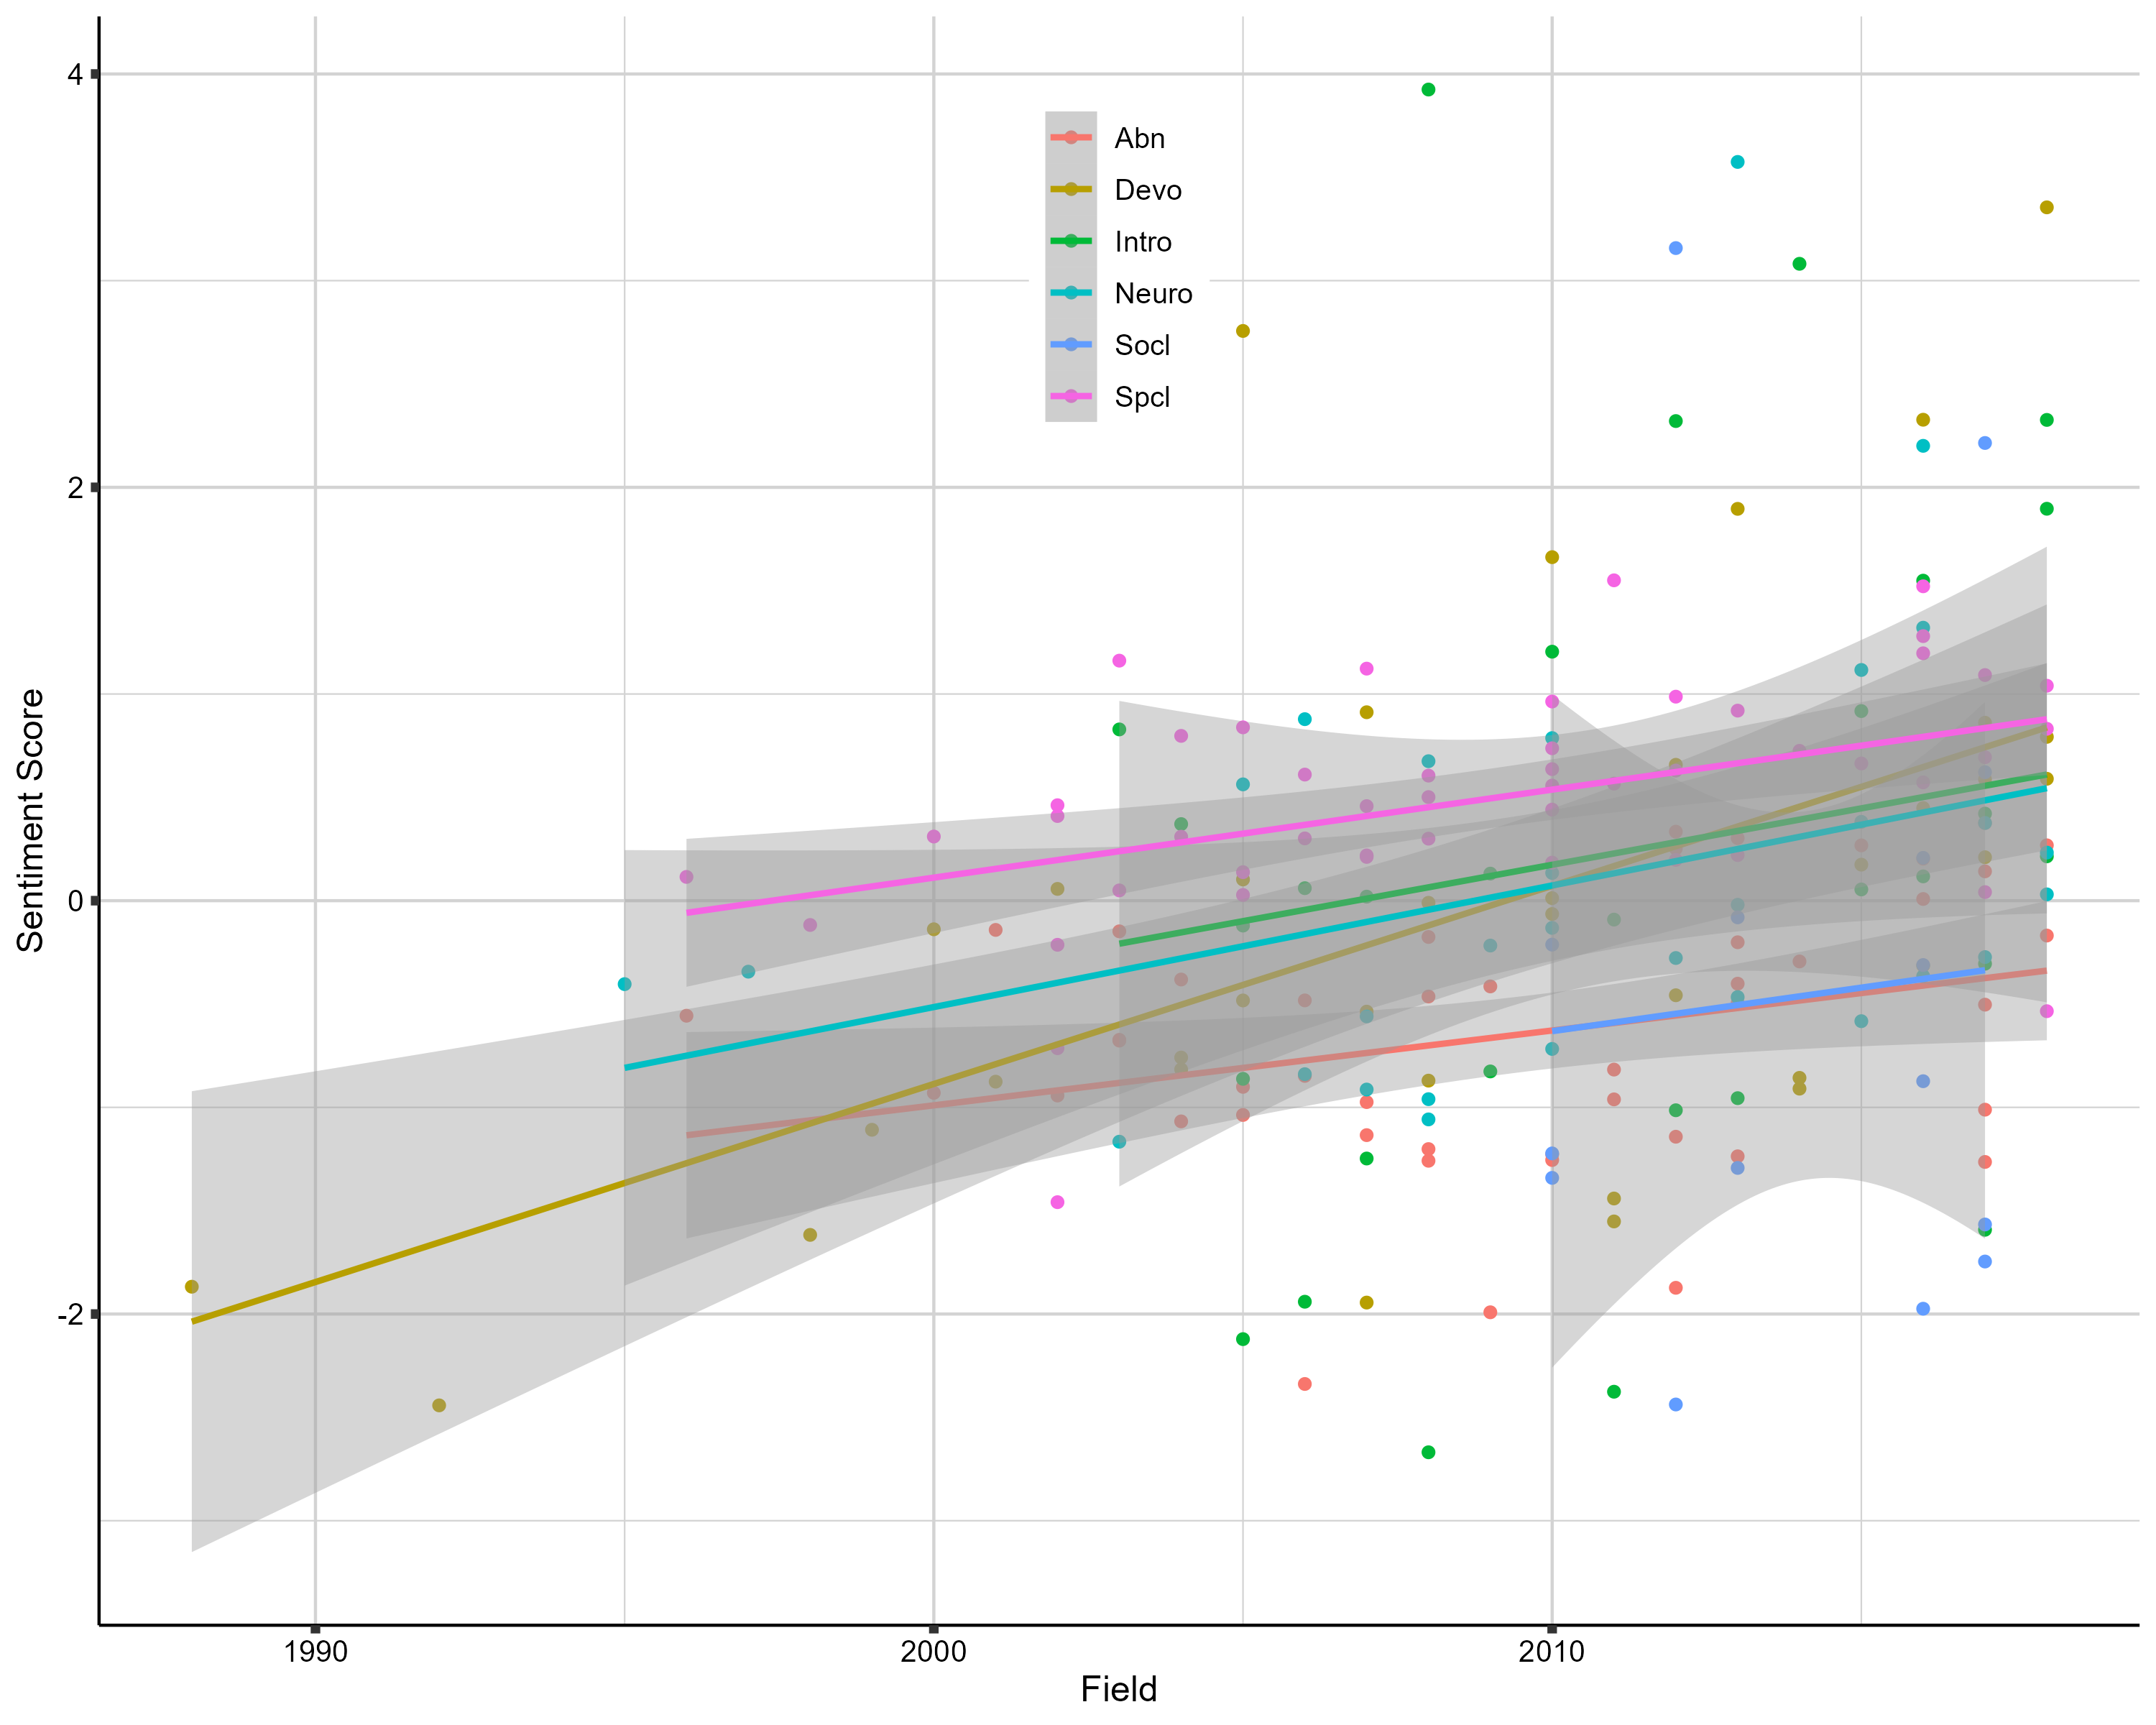 4
2
0
-2
Sentiment Score
Abn
Devo
Intro
Neuro
Socl
Spcl
1990
2000
2010
Field